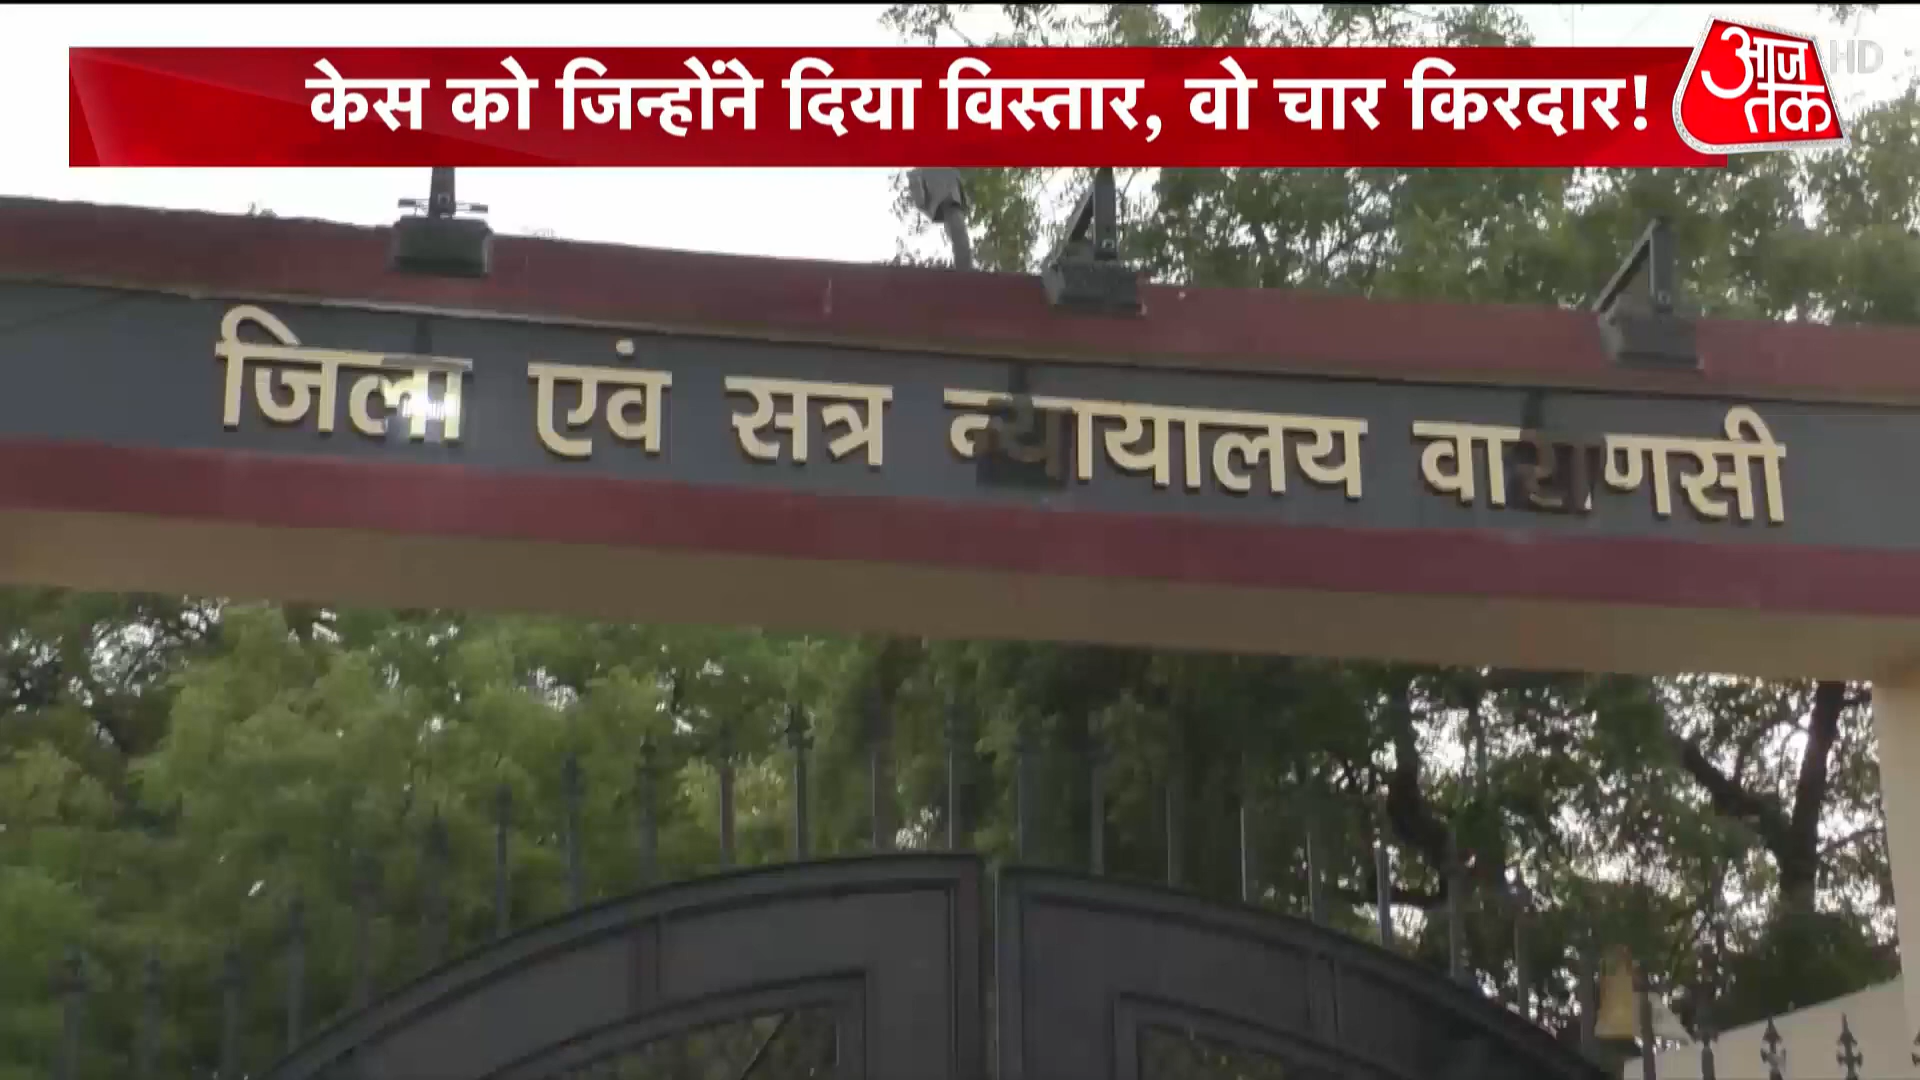 केस को जिन्होंने दिया विस्तार, वो चार किरदार!
आज
तक
HD
जिला एवं सत्र न्यायालय वाराणसी